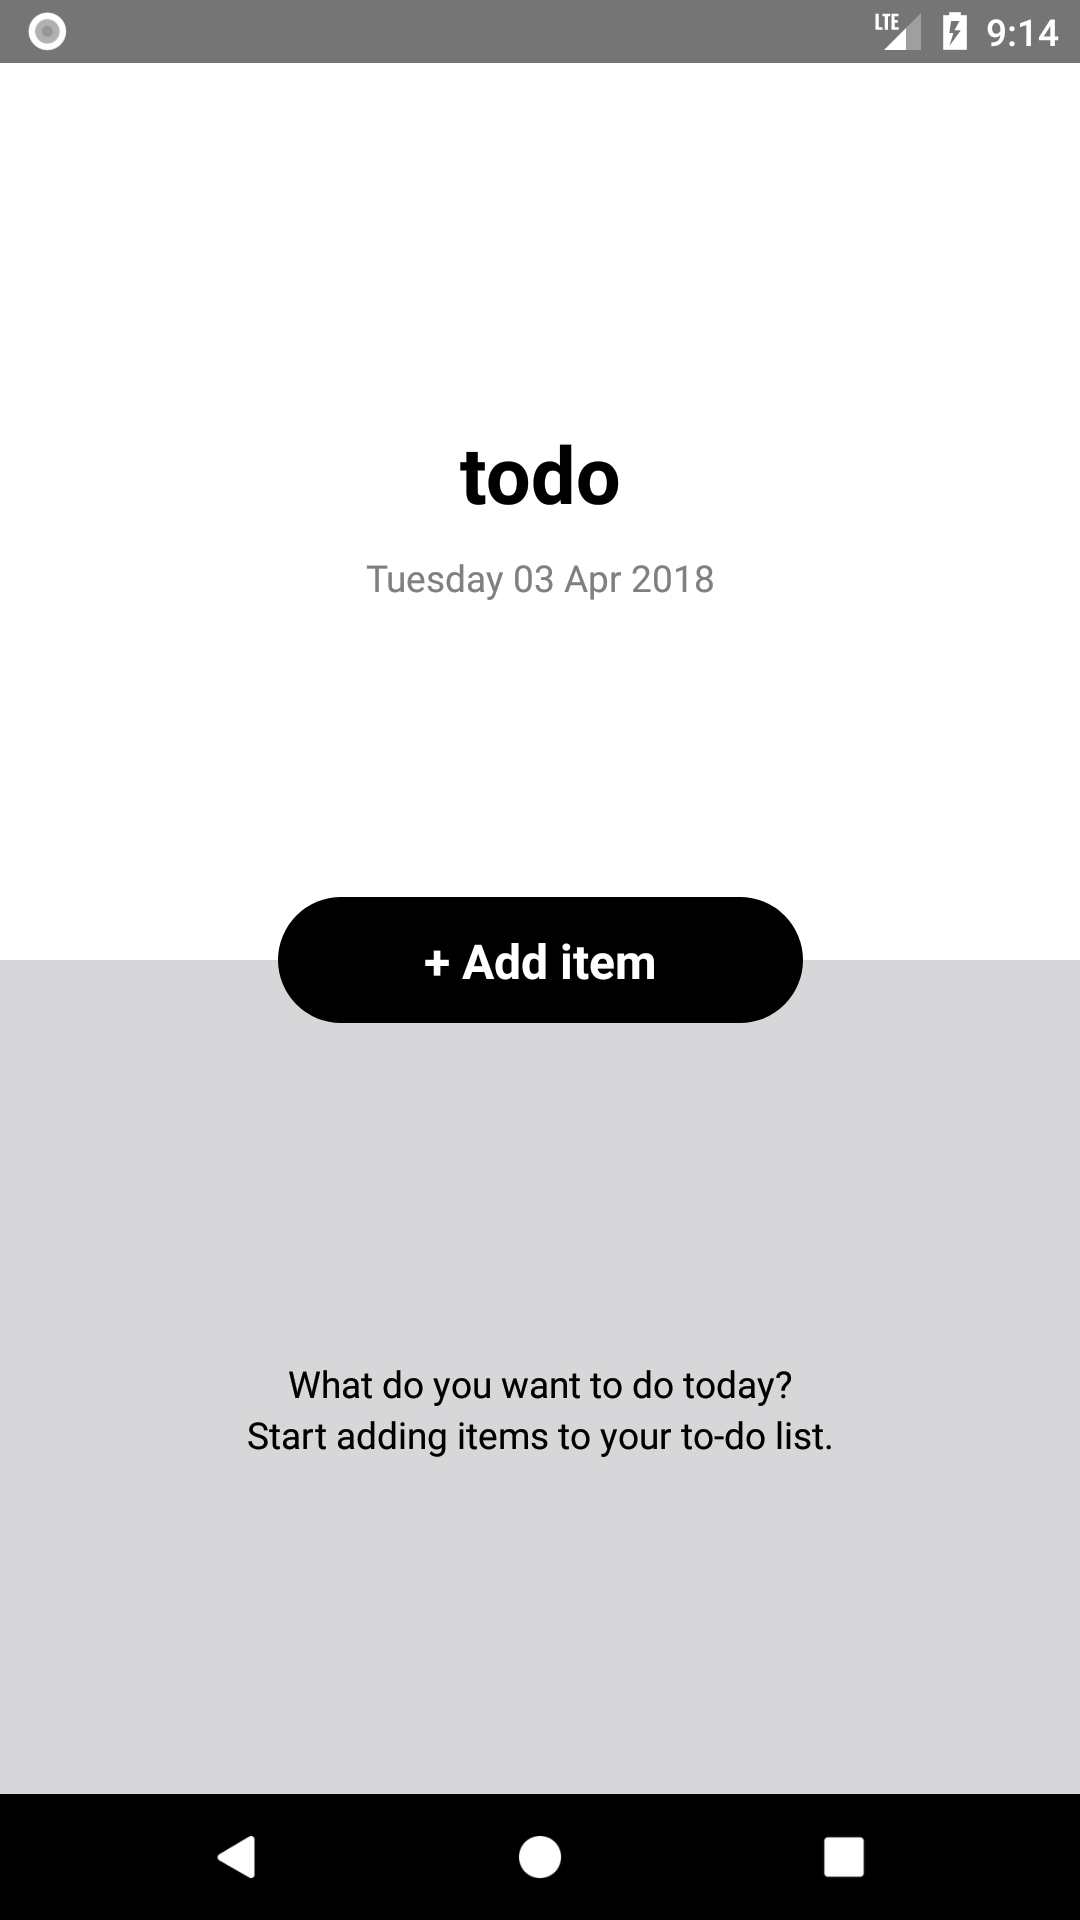 LTE 9:14
todo
Tuesday 03 Apr 2018
+ Add item
What do you want to do today?
Start adding items to your to-do list.